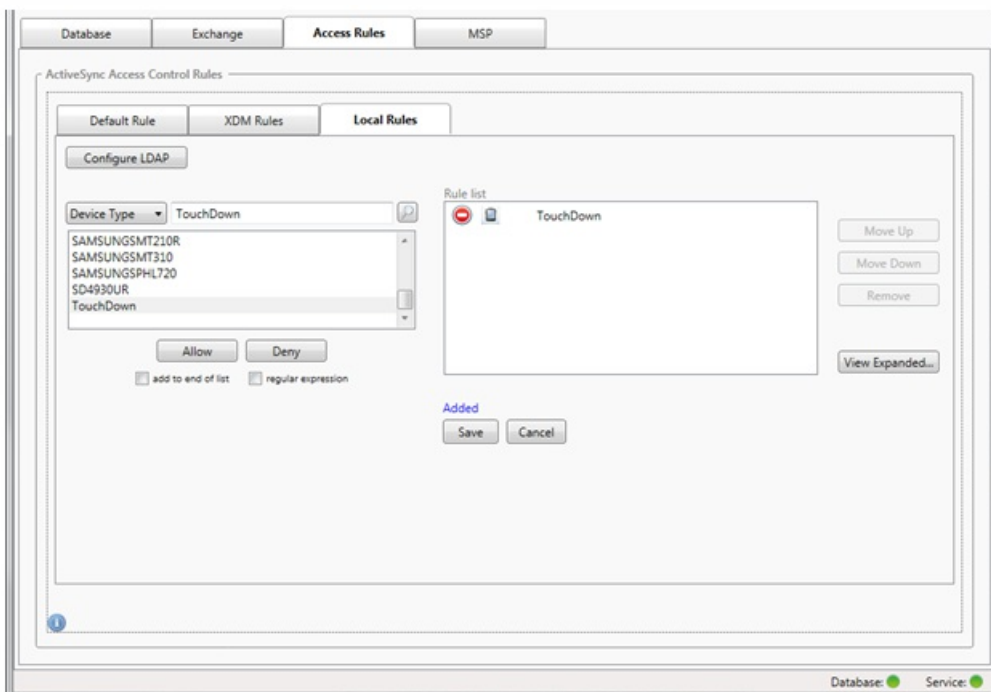 Database Exchange Access Rules MSP
ActiveSync Access Control Rules
Default Rule XDM Rules Local Rules
Configure LDAP
Device Type TouchDown
SAMSUNGSMT210R
SAMSUNGSMT310
SAMSUNGSPHL720
SD4930UR
TouchDown
Allow Deny
add to end of list regular expression
Rule list
TouchDown
Move Up
Move Down
Remove
View Expanded...
Added
Save Cancel
Database: Service: